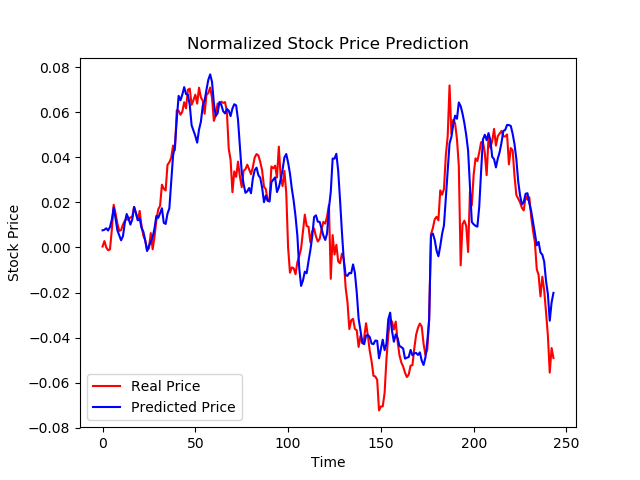 Normalized Stock Price Prediction
0.08
0.06
0.04
0.02
0.00
−0.02
−0.04
−0.06
−0.08
Stock Price
Real Price
Predicted Price
0 50 100 150 200 250
Time